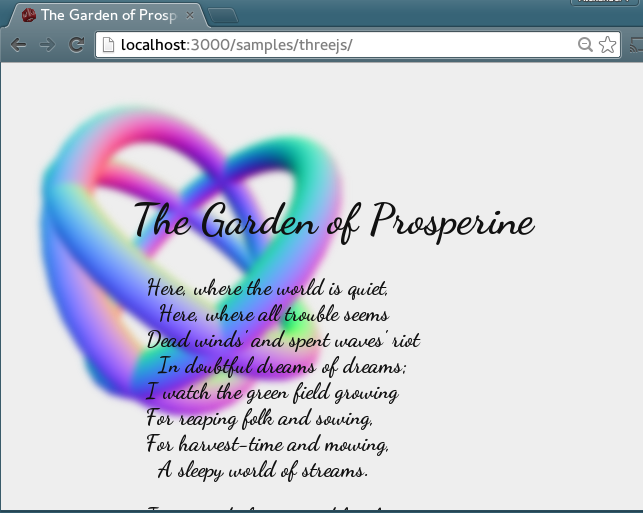 The Garden of Prosp
localhost:3000/samples/threejs/
The Garden of Prosperine
Here, where the world is quiet,
Here, where all trouble seems
Dead winds' and spent waves' riot
In doubtful dreams of dreams;
I watch the green field growing
For reaping folk and sowing,
For harvest-time and mowing,
A sleepy world of streams.